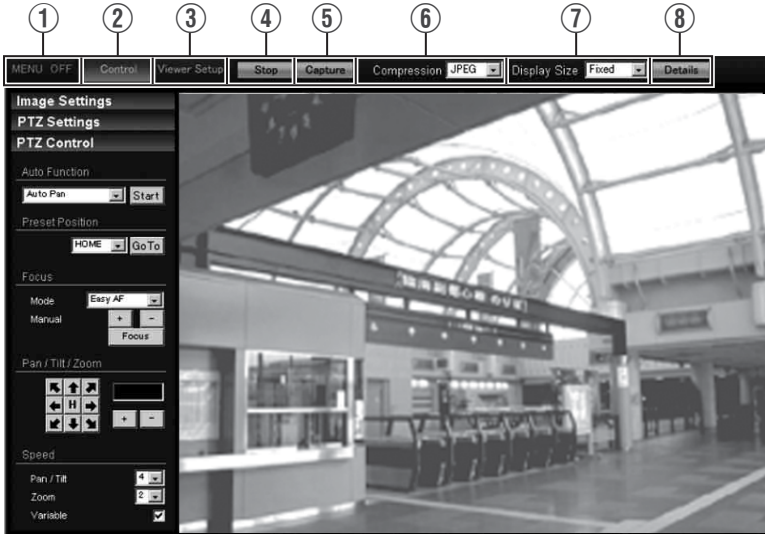 ① ② ③ ④ ⑤ ⑥ ⑦ ⑧
MENU OFF Control Viewer Setup Stop Capture Compression JPEG Display Size Fixed Details
Image Settings
PTZ Settings
PTZ Control
Auto Function
Auto Pan Start
Preset Position
HOME GoTo
Focus
Mode Easy AF
Manual + -
Focus
Pan / Tilt / Zoom
H
+ -
Speed
Pan / Tilt 4
Zoom 2
Variable